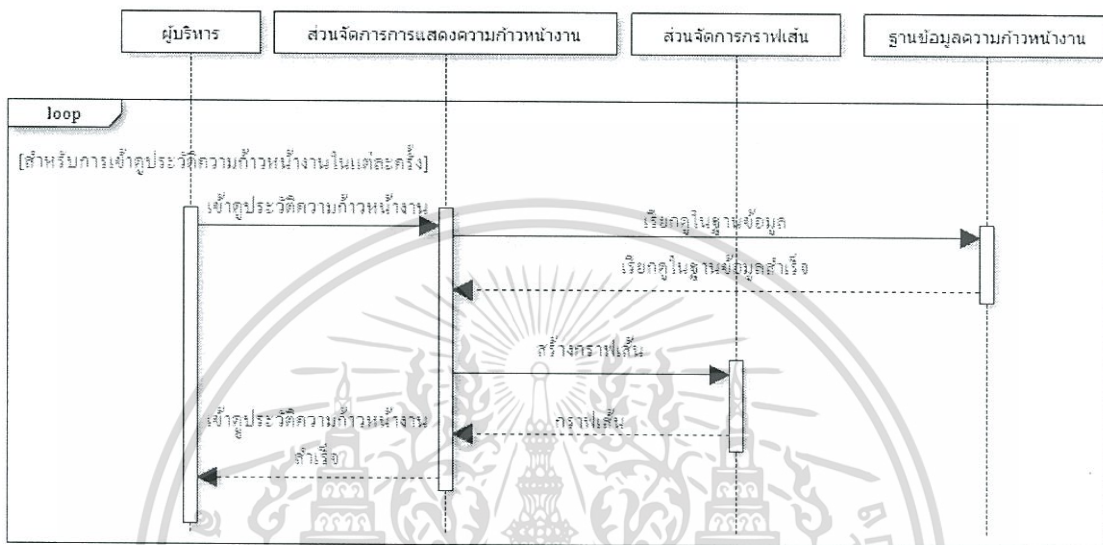 ผู้บริหาร
ส่วนจัดการการแสดงความก้าวหน้างาน
ส่วนจัดการกราฟเส้น
ฐานข้อมูลความก้าวหน้างาน
loop
[สำหรับการเข้าดูประวัติความก้าวหน้างานในแต่ละครั้ง]
เข้าดูประวัติความก้าวหน้างาน
เรียกดูในฐานข้อมูล
เรียกดูในฐานข้อมูลสำเร็จ
สร้างกราฟเส้น
กราฟเส้น
เข้าดูประวัติความก้าวหน้างาน
สำเร็จ